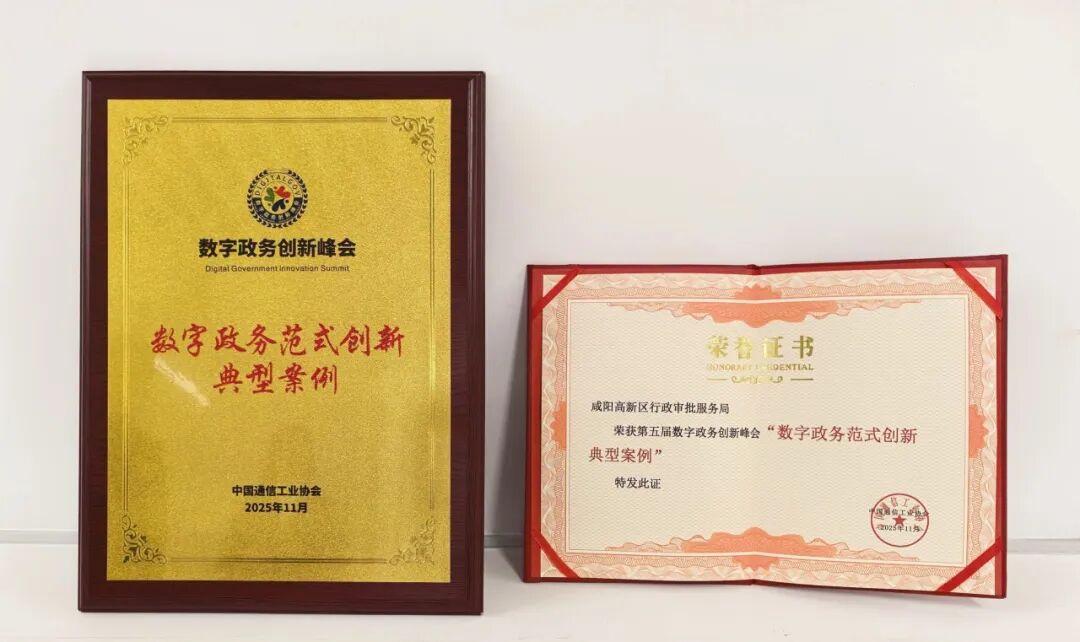 DIGITALGOV
数字政务创新峰会
Digital Government Innovation Summit
数字政务范式创新
典型案例
中国通信工业协会
2025年11月
荣誉证书
HONORARY CREDENTIAL
咸阳高新区行政审批服务局
荣获第五届数字政务创新峰会“数字政务范式创新
典型案例”
特发此证
中国通信工业协会
2025年11月